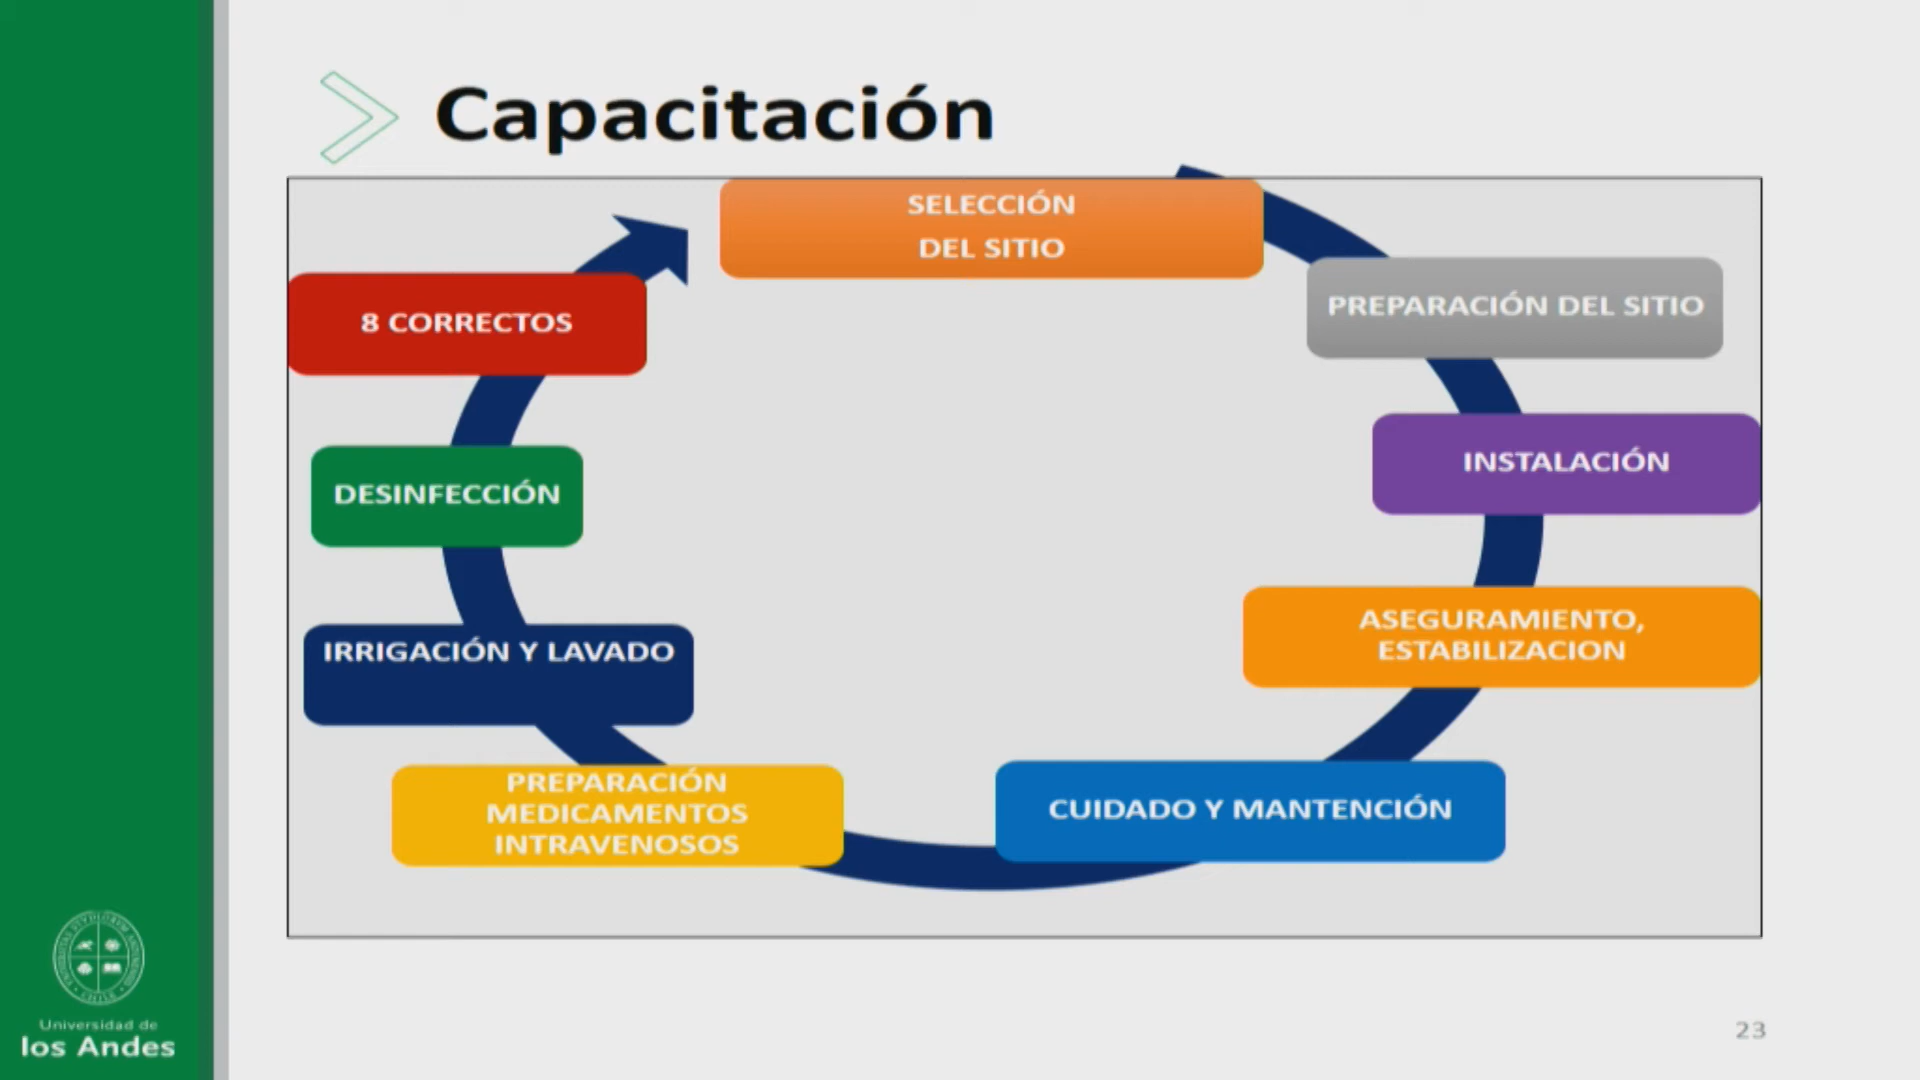 Capacitación
SELECCIÓN
DEL SITIO
PREPARACIÓN DEL SITIO
INSTALACIÓN
ASEGURAMIENTO,
ESTABILIZACION
CUIDADO Y MANTENCIÓN
PREPARACIÓN
MEDICAMENTOS
INTRAVENOSOS
IRRIGACIÓN Y LAVADO
DESINFECCIÓN
8 CORRECTOS
Universidad de
los Andes
23